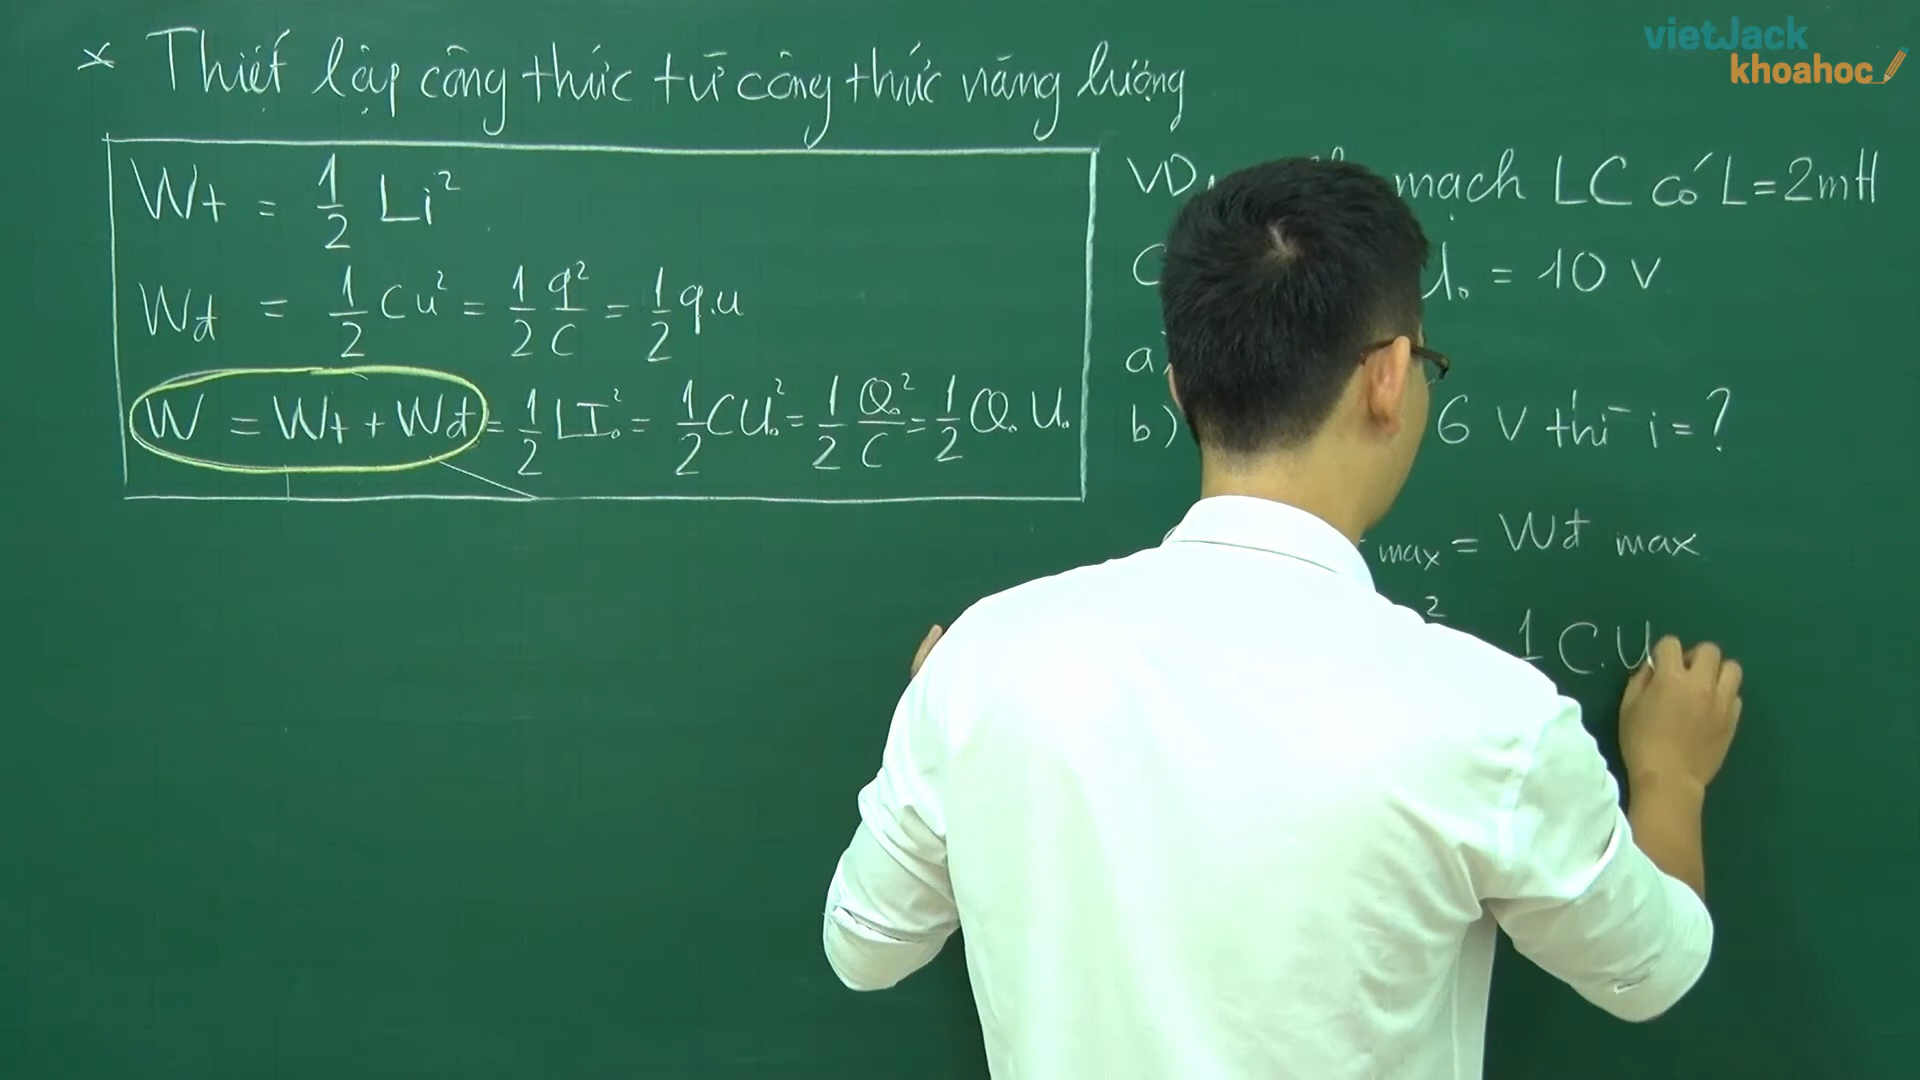 vietJack
khoahoc
* Thiết lập công thức từ công thức năng lượng
Wt = 1/2 Li²
Wđ = 1/2 Cu² = 1/2 q²/C = 1/2 q.u
W = Wt + Wđ = 1/2 LI₀² = 1/2 CU₀² = 1/2 Q₀²/C = 1/2 Q₀ U₀
VD mạch LC có L = 2mH
C U₀ = 10 V
a)
b) 6 V thì i = ?
max = Wđ max
² 1 C.U